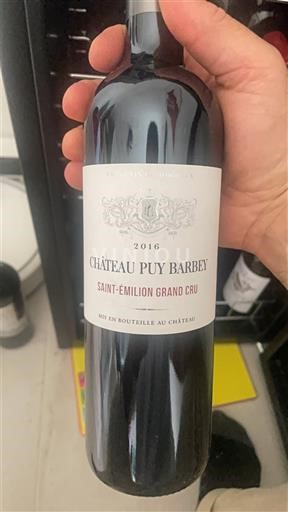 2016
CHÂTEAU PUY BARBEY
SAINT-ÉMILION GRAND CRU
MIS EN BOUTEILLE AU CHÂTEAU